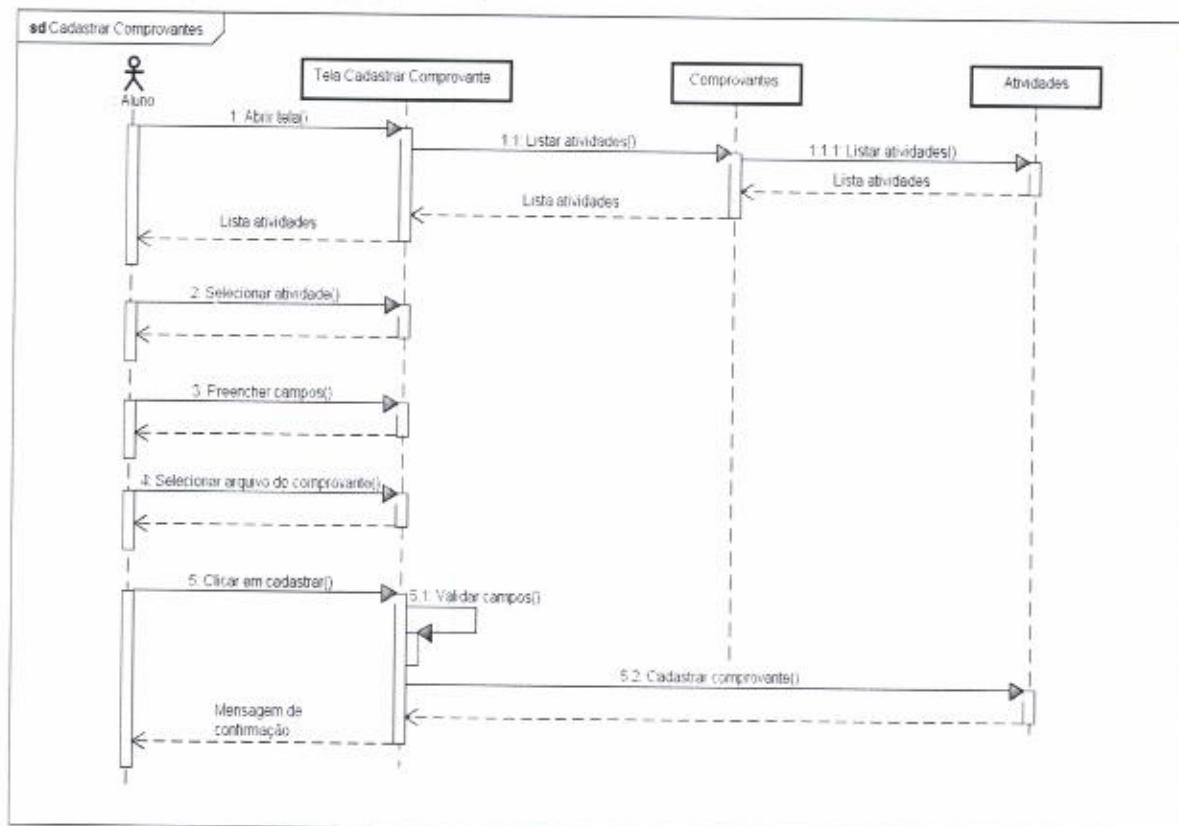 sd Cadastrar Comprovantes
Aluno
Tela Cadastrar Comprovante
Comprovantes
Atividades
1: Abrir tela()
1.1: Listar atividades()
1.1.1: Listar atividades()
Lista atividades
Lista atividades
Lista atividades
2: Selecionar atividade()
3: Preencher campos()
4: Selecionar arquivo do comprovante()
5: Clicar em cadastrar()
5.1: Validar campos()
5.2: Cadastrar comprovante()
Mensagem de
confirmação